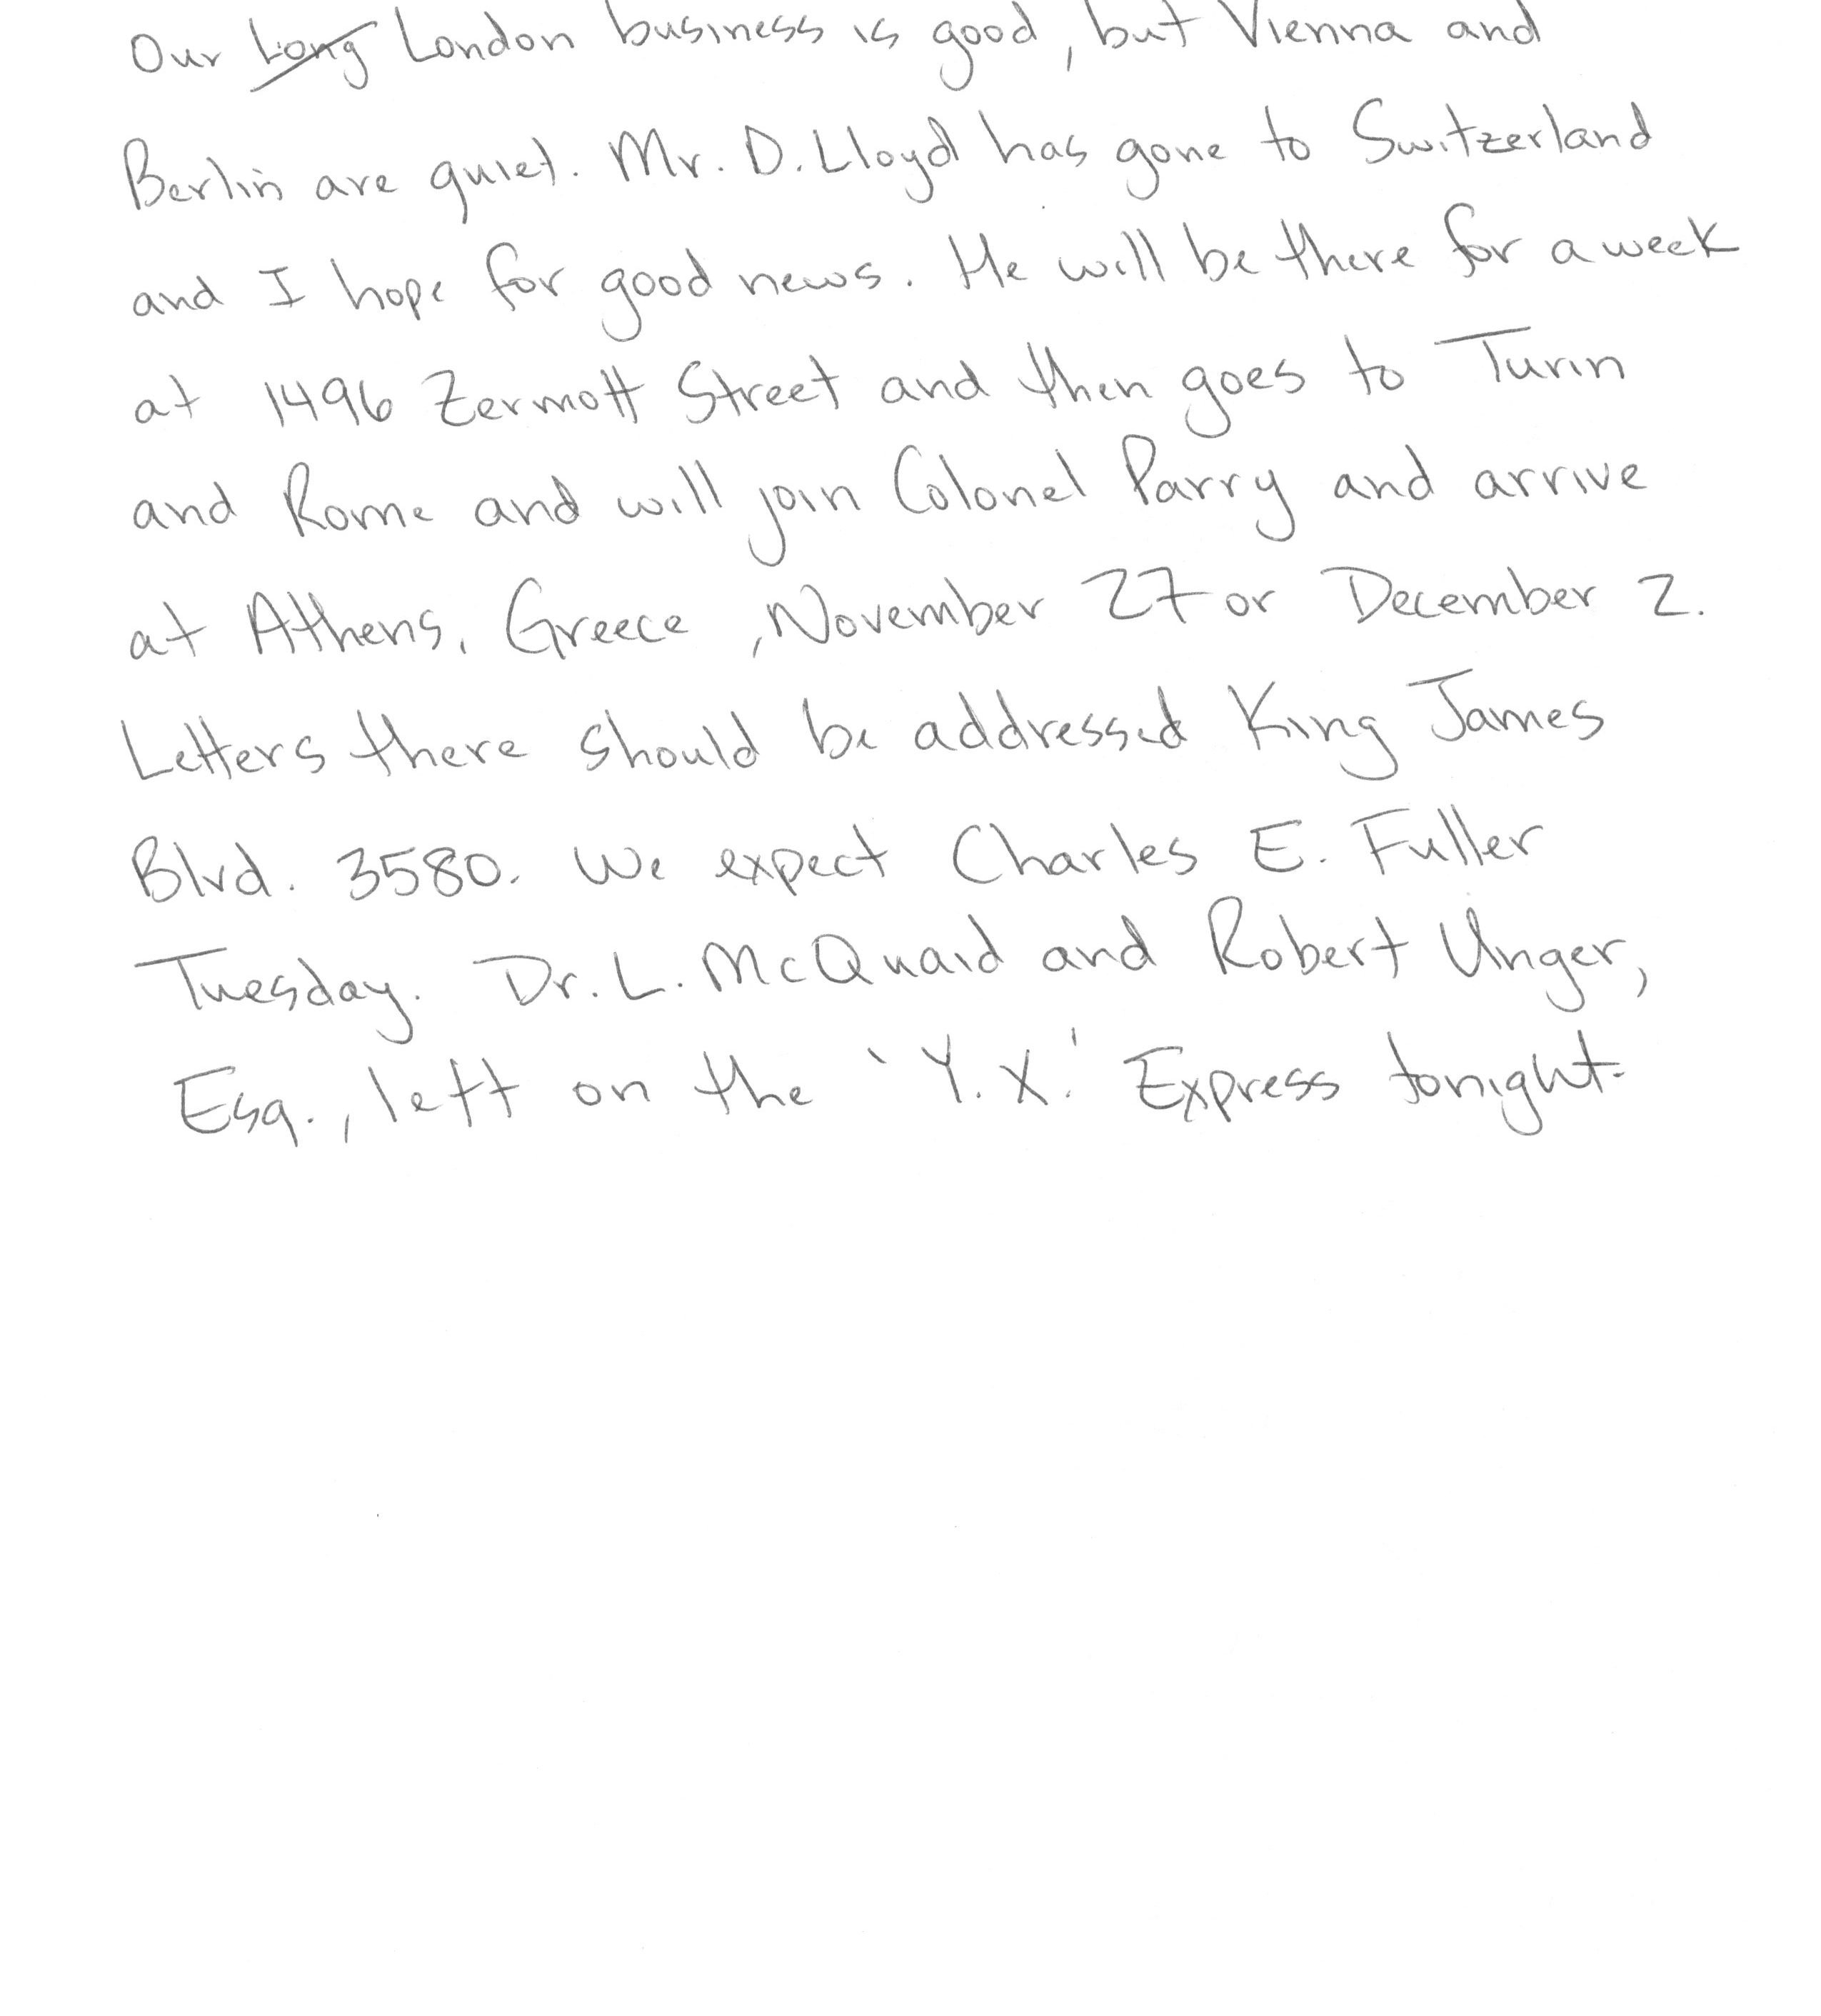 Our Long London business is good, but Vienna and
Berlin are quiet. Mr. D. Lloyd has gone to Switzerland
and I hope for good news. He will be there for a week
at 1496 Zermott Street and then goes to Turin
and Rome and will join Colonel Parry and arrive
at Athens, Greece, November 27 or December 2.
Letters there should be addressed King James
Blvd. 3580. We expect Charles E. Fuller
Tuesday. Dr. L. McQuaid and Robert Unger,
Esq., left on the 'Y.X.' Express tonight.